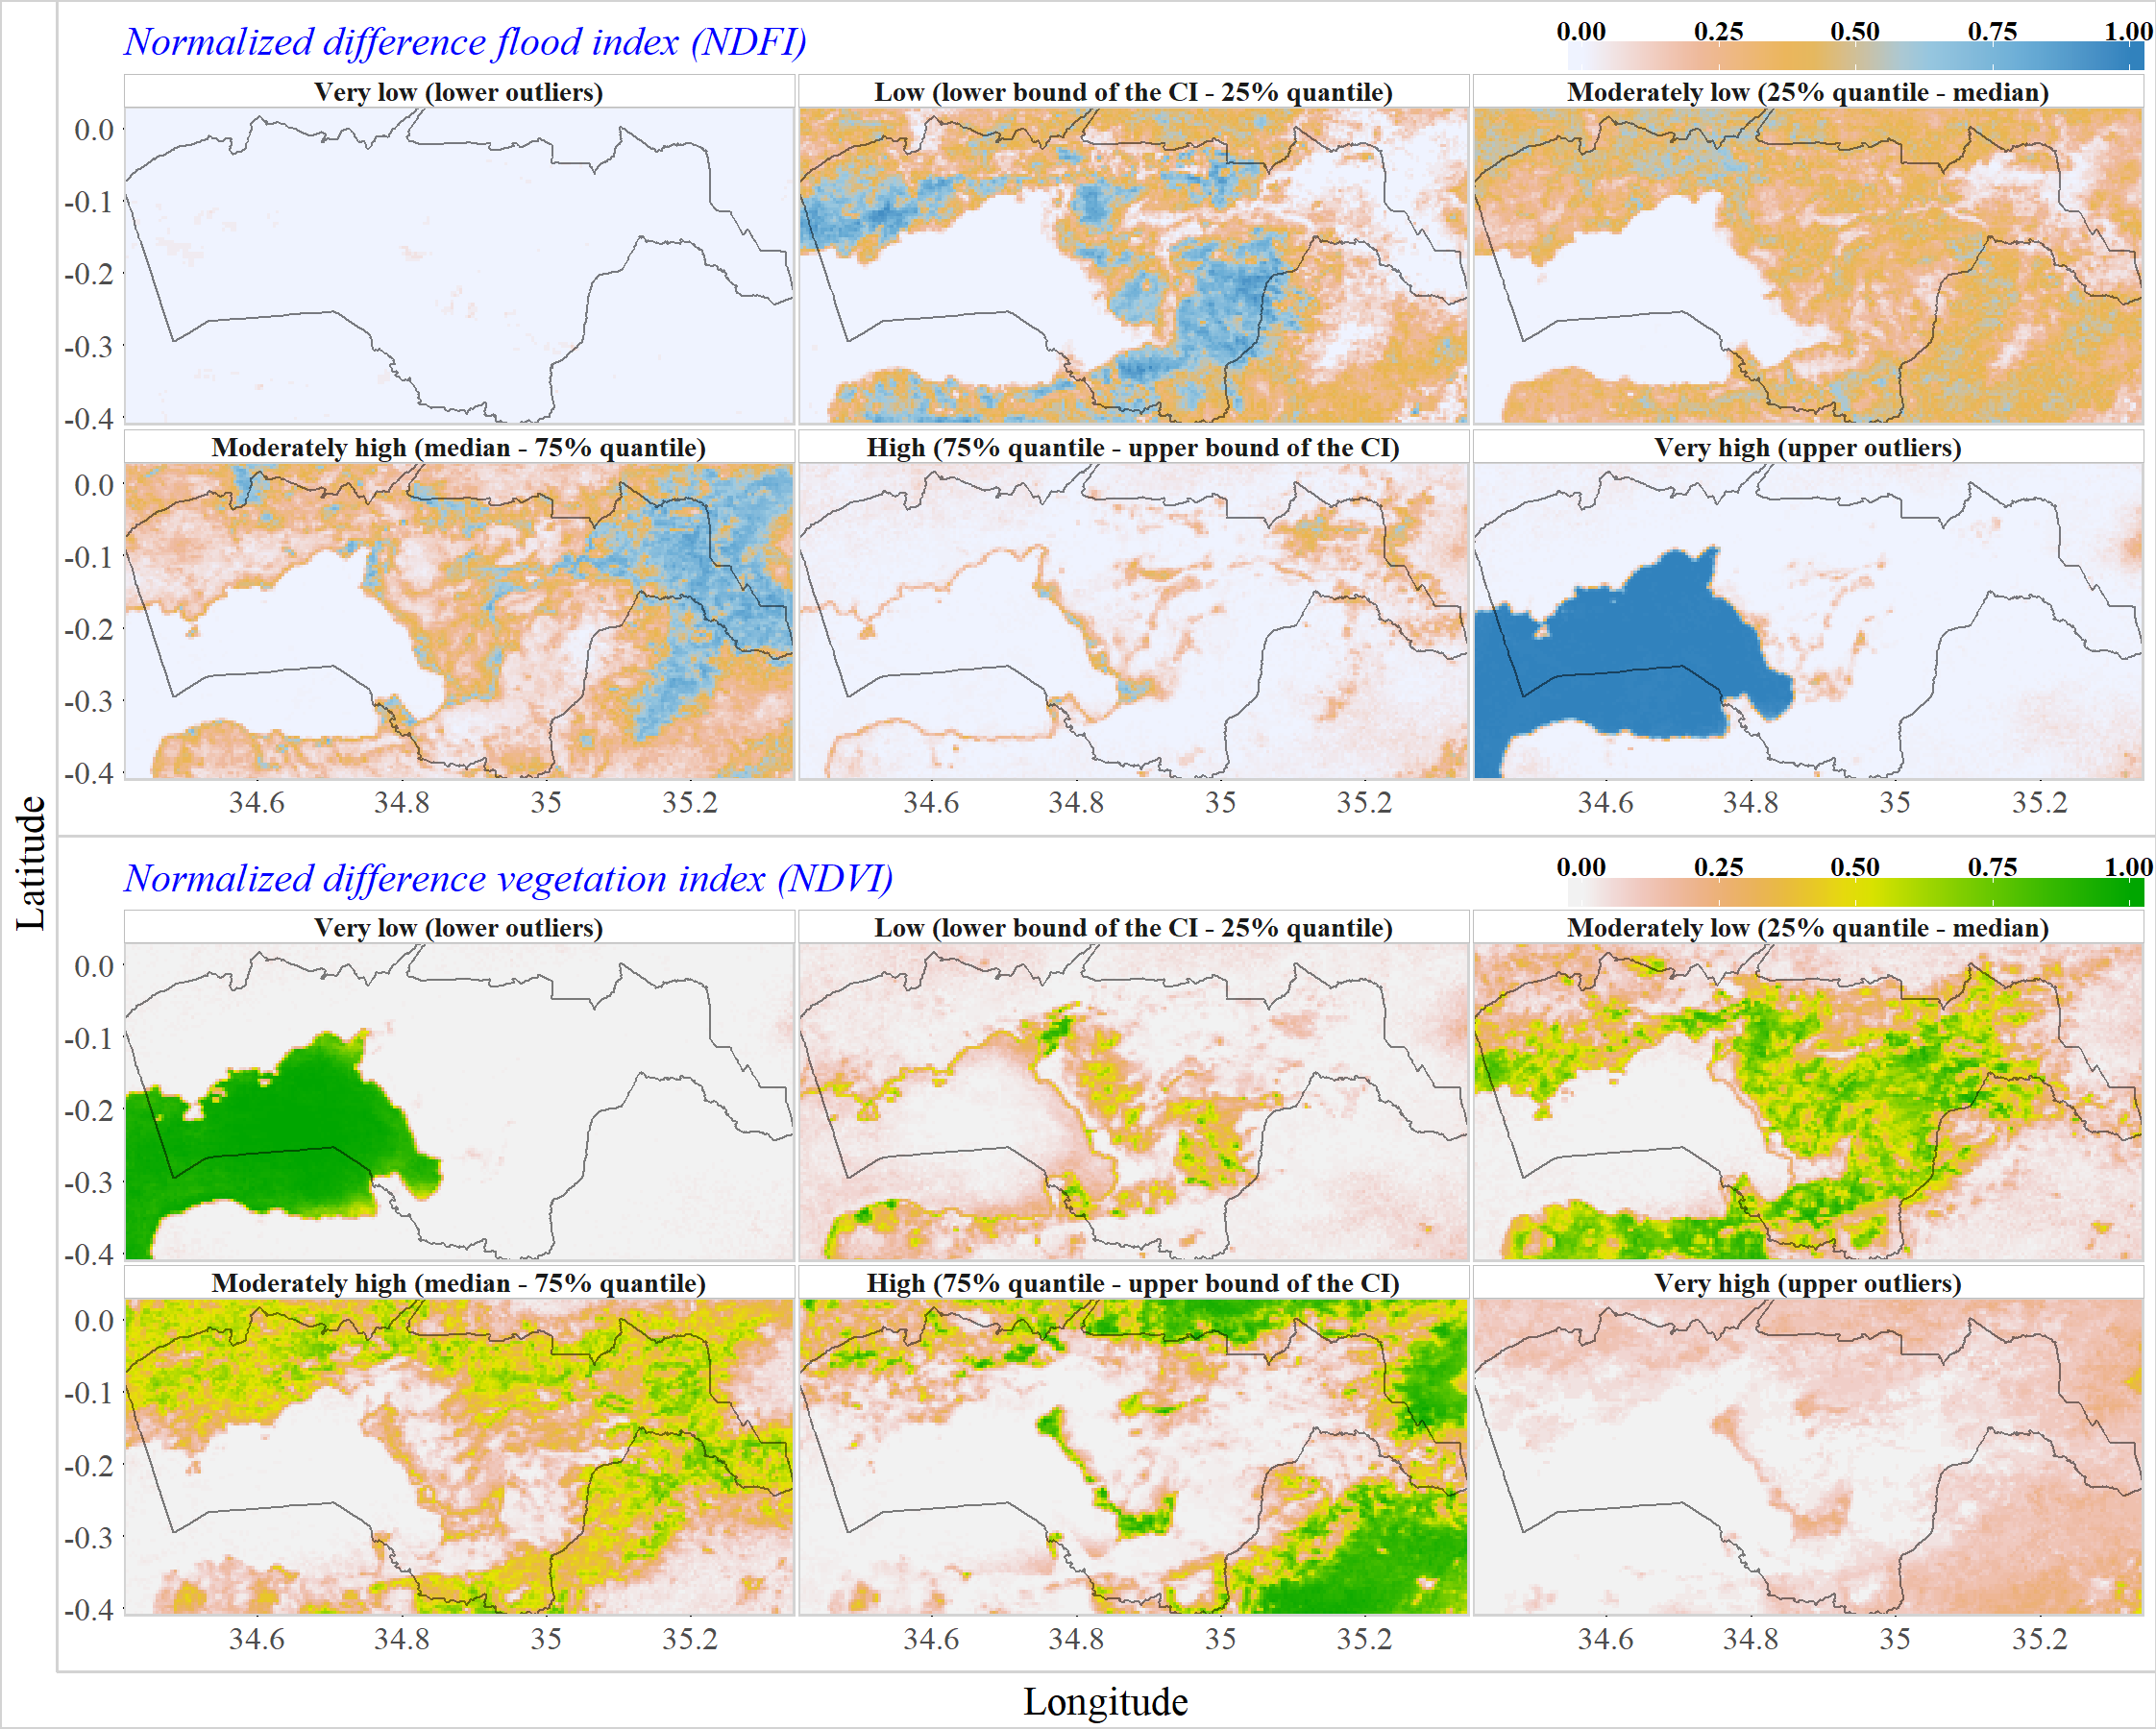 Normalized difference flood index (NDFI)
0.00 0.25 0.50 0.75 1.00
Very low (lower outliers) Low (lower bound of the CI - 25% quantile) Moderately low (25% quantile - median)
0.0
-0.1
-0.2
-0.3
-0.4
Moderately high (median - 75% quantile) High (75% quantile - upper bound of the CI) Very high (upper outliers)
0.0
-0.1
-0.2
-0.3
-0.4
34.6 34.8 35 35.2 34.6 34.8 35 35.2 34.6 34.8 35 35.2
Latitude
Normalized difference vegetation index (NDVI)
0.00 0.25 0.50 0.75 1.00
Very low (lower outliers) Low (lower bound of the CI - 25% quantile) Moderately low (25% quantile - median)
0.0
-0.1
-0.2
-0.3
-0.4
Moderately high (median - 75% quantile) High (75% quantile - upper bound of the CI) Very high (upper outliers)
0.0
-0.1
-0.2
-0.3
-0.4
34.6 34.8 35 35.2 34.6 34.8 35 35.2 34.6 34.8 35 35.2
Longitude